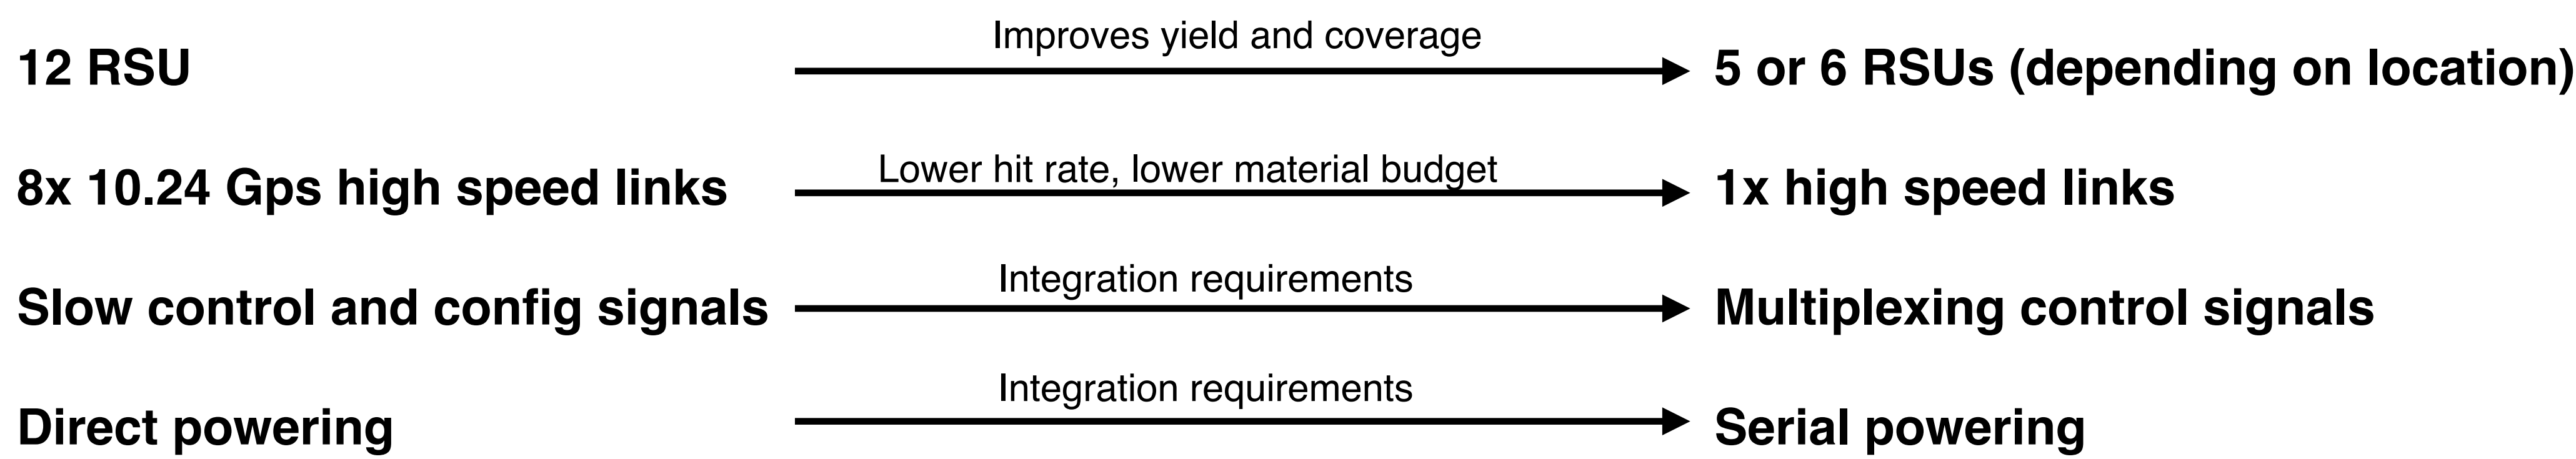 12 RSU
Improves yield and coverage
5 or 6 RSUs (depending on location)
8x 10.24 Gps high speed links
Lower hit rate, lower material budget
1x high speed links
Slow control and config signals
Integration requirements
Multiplexing control signals
Direct powering
Integration requirements
Serial powering